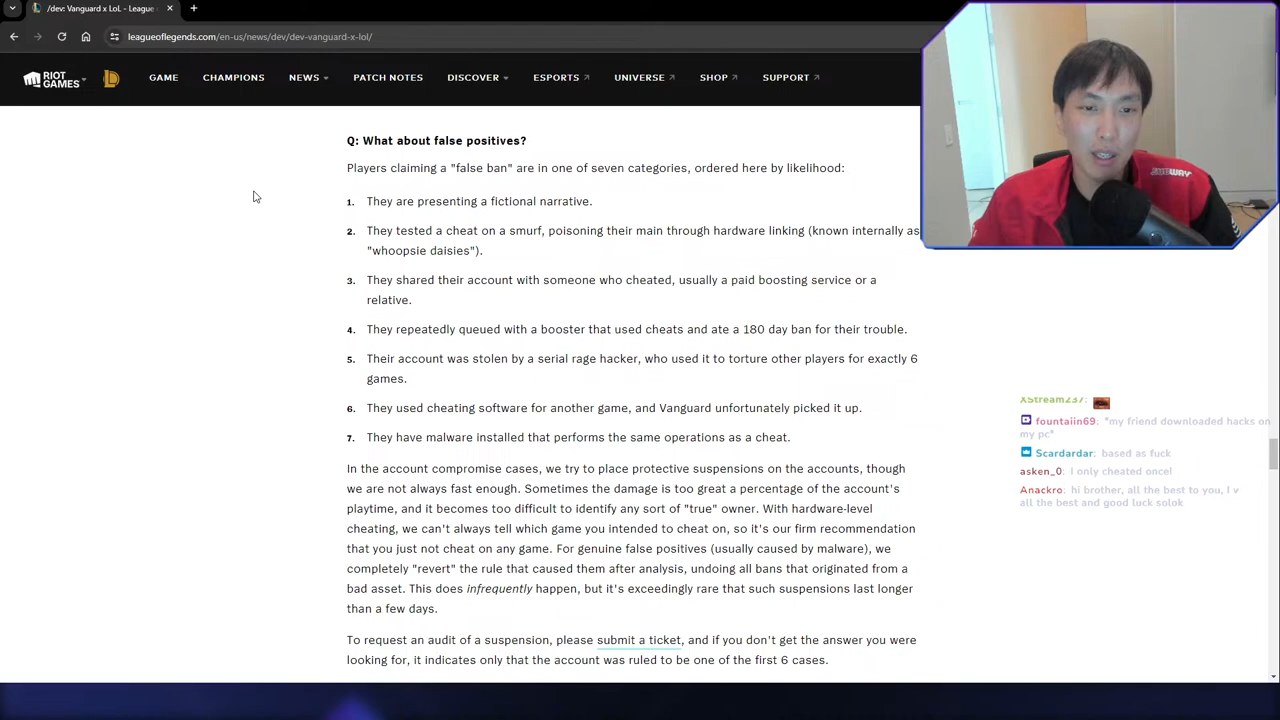 /dev: Vanguard x LoL - League
leagueoflegends.com/en-us/news/dev/dev-vanguard-x-lol/
RIOT GAMES
GAME CHAMPIONS NEWS PATCH NOTES DISCOVER ESPORTS UNIVERSE SHOP SUPPORT
SUBWAY
Q: What about false positives?
Players claiming a "false ban" are in one of seven categories, ordered here by likelihood:
1. They are presenting a fictional narrative.
2. They tested a cheat on a smurf, poisoning their main through hardware linking (known internally as
"whoopsie daisies").
3. They shared their account with someone who cheated, usually a paid boosting service or a
relative.
4. They repeatedly queued with a booster that used cheats and ate a 180 day ban for their trouble.
5. Their account was stolen by a serial rage hacker, who used it to torture other players for exactly 6
games.
6. They used cheating software for another game, and Vanguard unfortunately picked it up.
7. They have malware installed that performs the same operations as a cheat.
In the account compromise cases, we try to place protective suspensions on the accounts, though
we are not always fast enough. Sometimes the damage is too great a percentage of the account's
playtime, and it becomes too difficult to identify any sort of "true" owner. With hardware-level
cheating, we can't always tell which game you intended to cheat on, so it's our firm recommendation
that you just not cheat on any game. For genuine false positives (usually caused by malware), we
completely "revert" the rule that caused them after analysis, undoing all bans that originated from a
bad asset. This does infrequently happen, but it's exceedingly rare that such suspensions last longer
than a few days.
To request an audit of a suspension, please submit a ticket, and if you don't get the answer you were
looking for, it indicates only that the account was ruled to be one of the first 6 cases.
XStream237:
fountaiin69: *my friend downloaded hacks on
my pc*
Scardardar: based as fuck
asken_0: I only cheated once!
Anackro: hi brother, all the best to you, I v
all the best and good luck solok